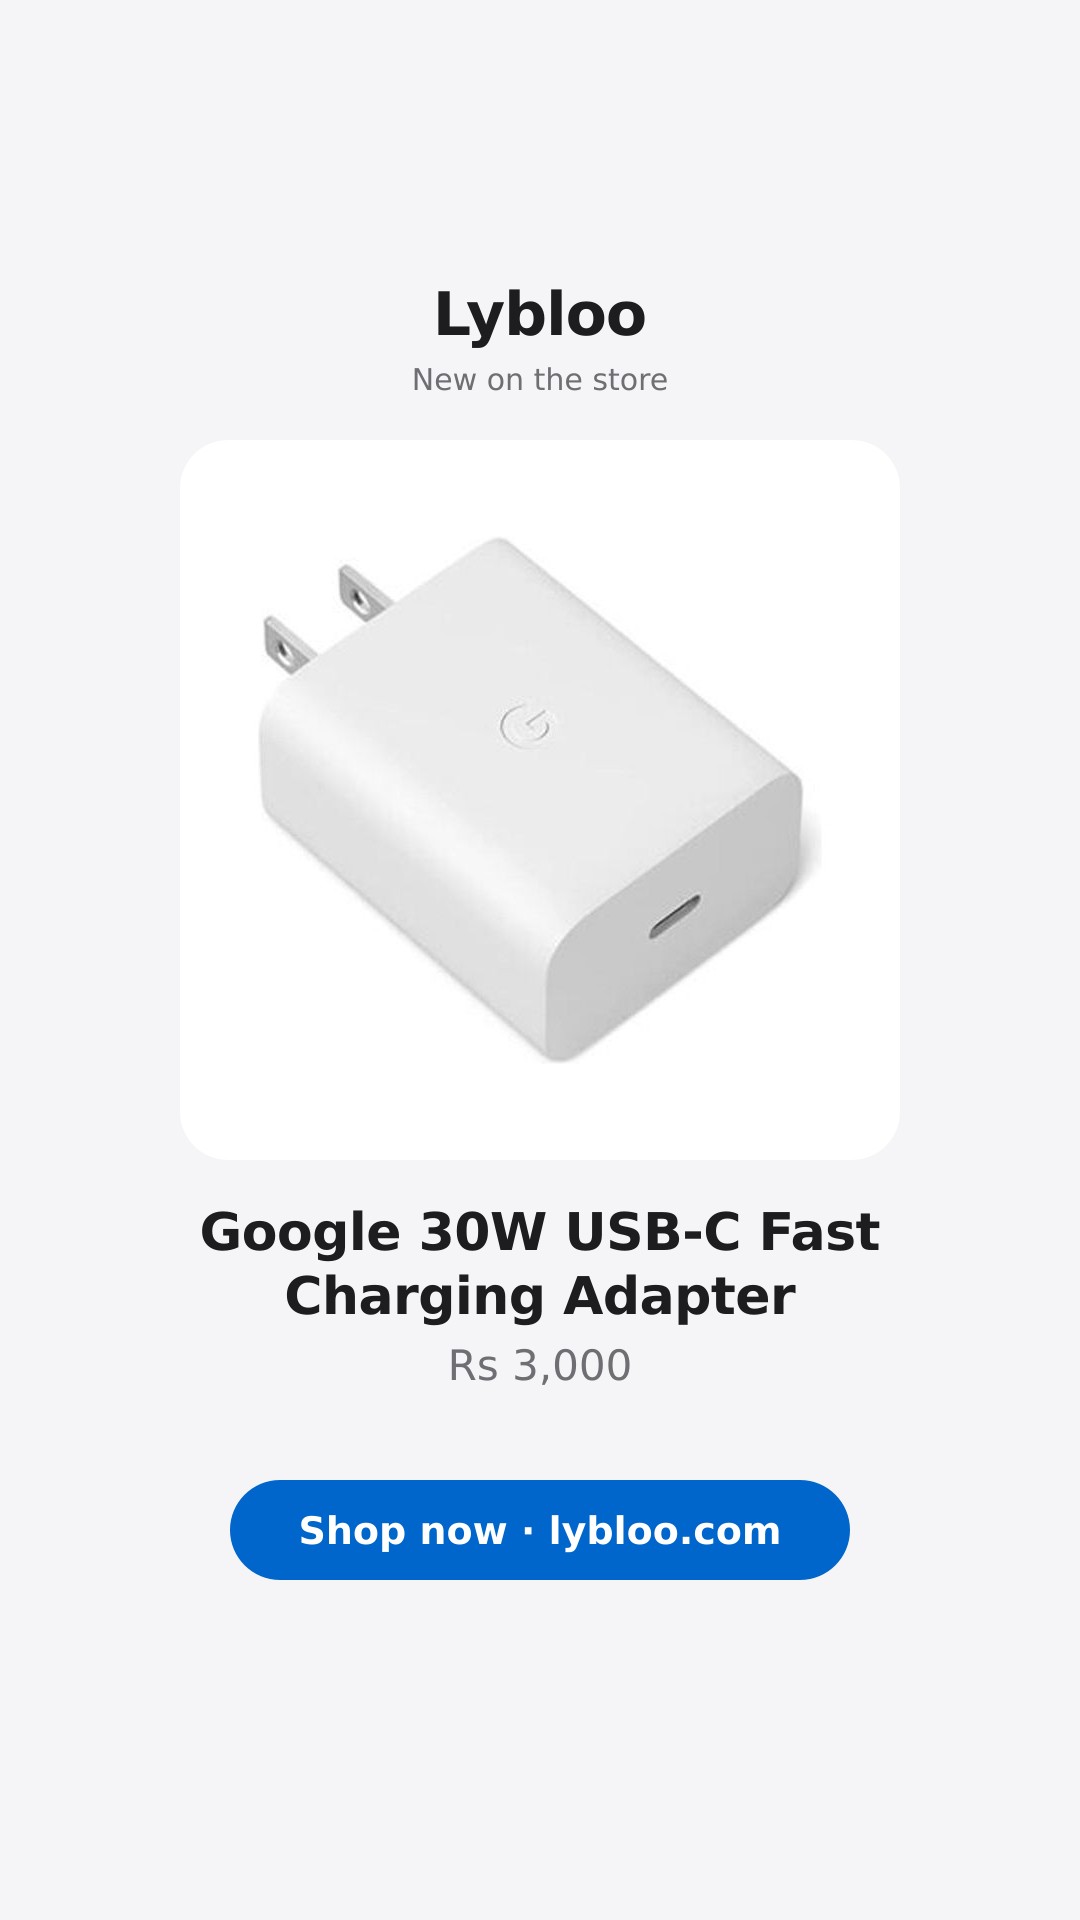 Lybloo
New on the store
G
Google 30W USB-C Fast
Charging Adapter
Rs 3,000
Shop now · lybloo.com